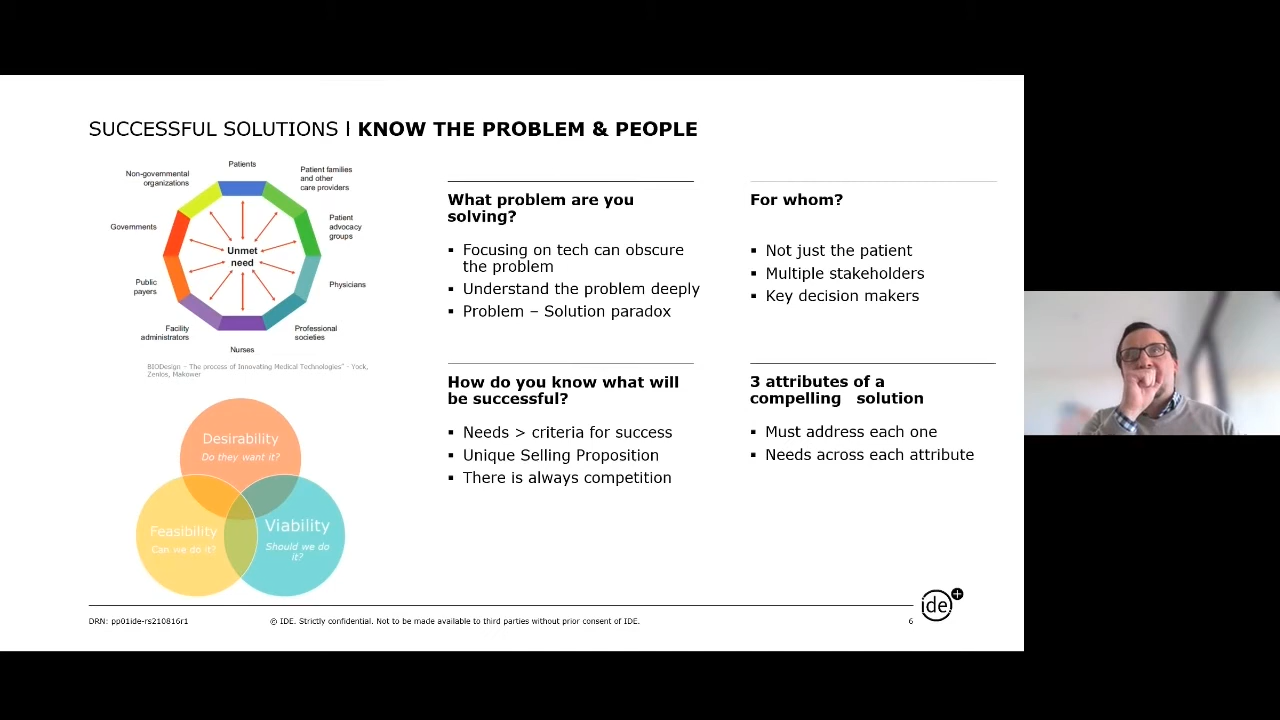 SUCCESSFUL SOLUTIONS I KNOW THE PROBLEM & PEOPLE
Patients
Patient families
and other
care providers
Patient
advocacy
groups
Physicians
Professional
societies
Nurses
Facility
administrators
Public
payers
Governments
Non-governmental
organizations
Unmet
need
BIODesign – The process of Innovating Medical Technologies" - Yock,
Zenios, Makower
Desirability
Do they want it?
Feasibility
Can we do it?
Viability
Should we do
it?
What problem are you
solving?
▪ Focusing on tech can obscure
the problem
▪ Understand the problem deeply
▪ Problem – Solution paradox
For whom?
▪ Not just the patient
▪ Multiple stakeholders
▪ Key decision makers
How do you know what will
be successful?
▪ Needs > criteria for success
▪ Unique Selling Proposition
▪ There is always competition
3 attributes of a
compelling solution
▪ Must address each one
▪ Needs across each attribute
DRN: pp01ide-rs210816r1
© IDE. Strictly confidential. Not to be made available to third parties without prior consent of IDE.
6
ide+